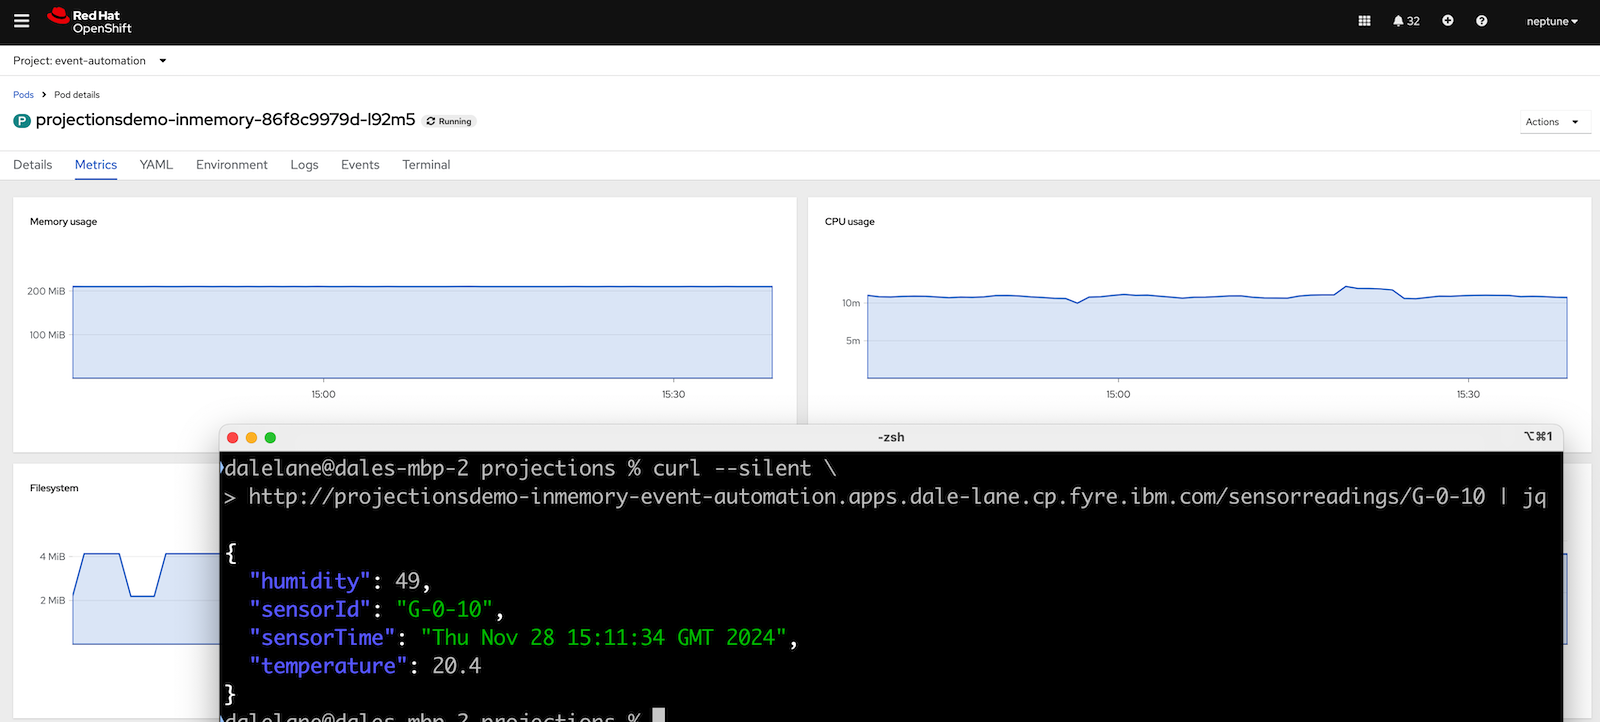 Red Hat
OpenShift
32
neptune
Project: event-automation
Pods > Pod details
P projectionsdemo-inmemory-86f8c9979d-l92m5 Running
Actions
Details Metrics YAML Environment Logs Events Terminal
Memory usage
200 MiB
100 MiB
15:00 15:30
CPU usage
10m
5m
15:00 15:30
Filesystem
4 MiB
2 MiB
-zsh
⌥⌘1
dalelane@dales-mbp-2 projections % curl --silent \
> http://projectionsdemo-inmemory-event-automation.apps.dale-lane.cp.fyre.ibm.com/sensorreadings/G-0-10 | jq
{
"humidity": 49,
"sensorId": "G-0-10",
"sensorTime": "Thu Nov 28 15:11:34 GMT 2024",
"temperature": 20.4
}
dalelane@dales-mbp-2 projections %